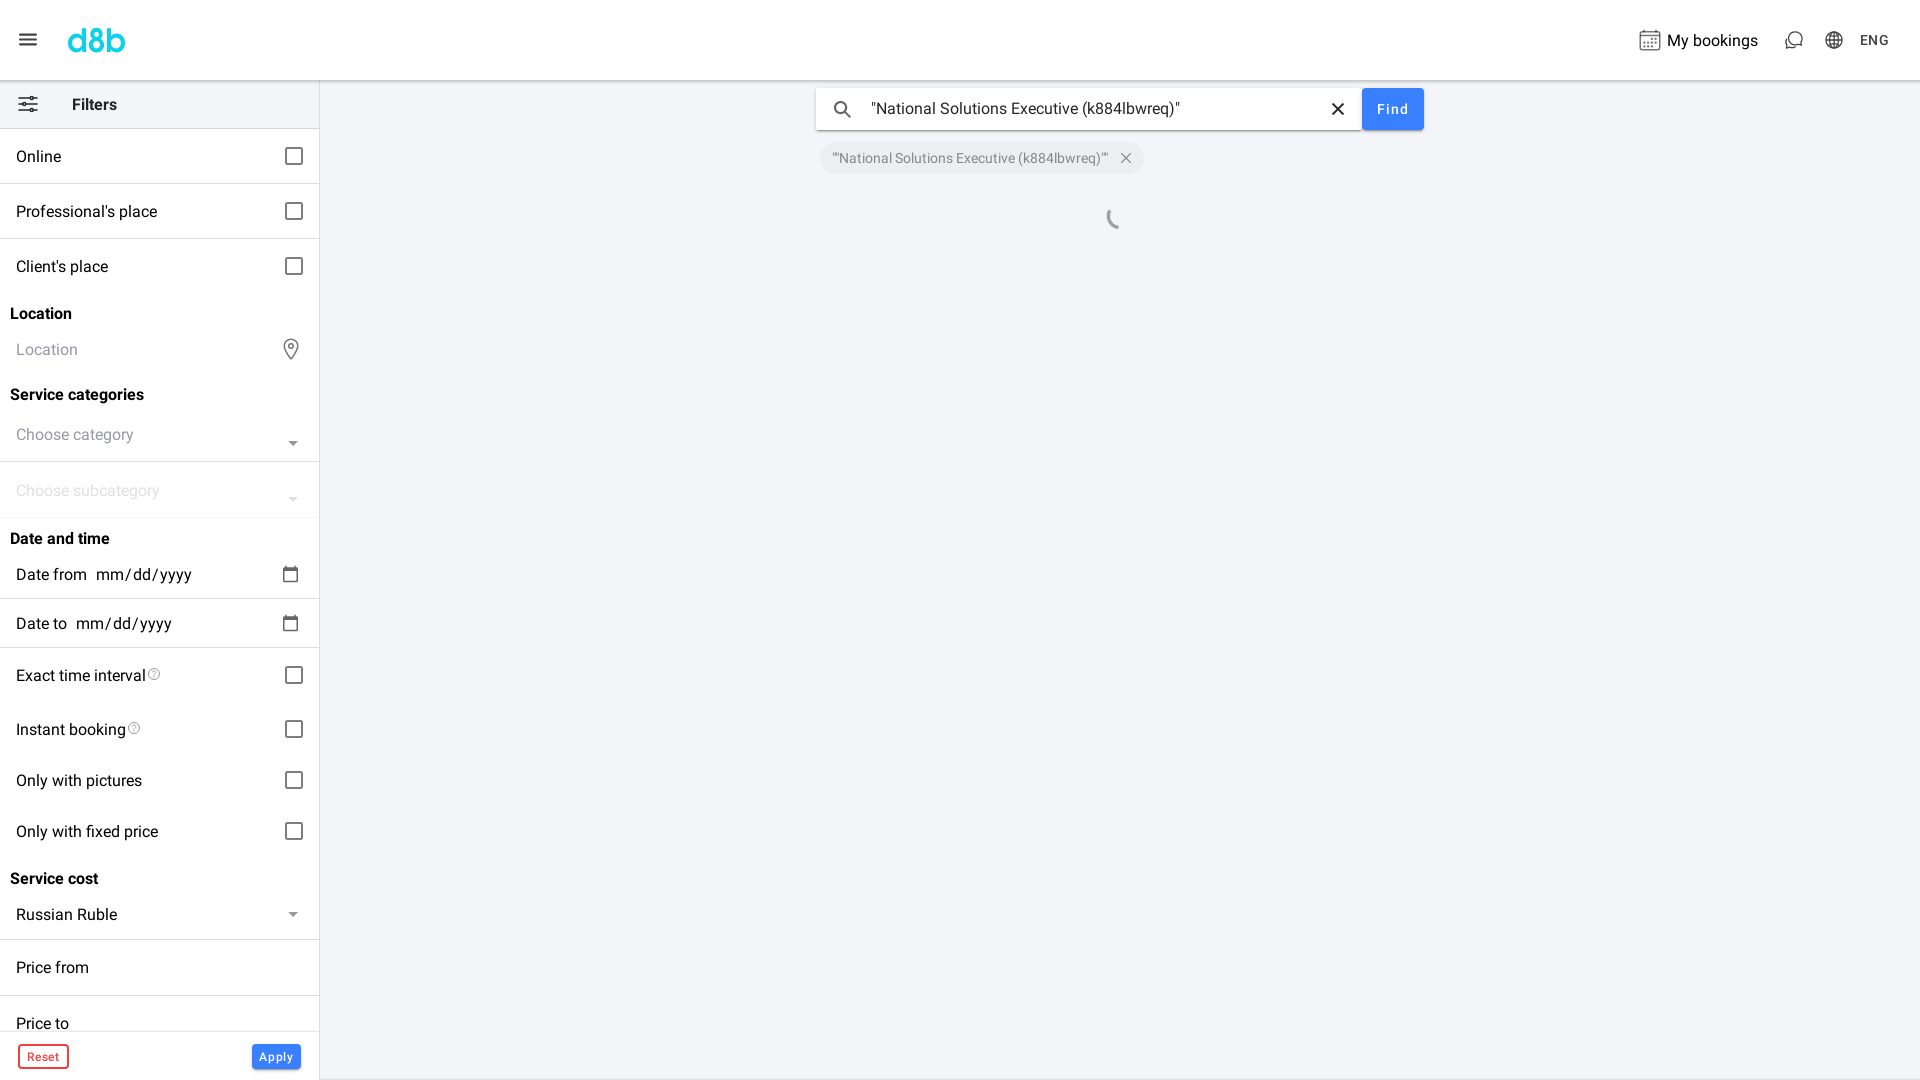 d8b
My bookings
ENG
Filters
"National Solutions Executive (k884lbwreq)"
Find
""National Solutions Executive (k884lbwreq)""
Online
Professional's place
Client's place
Location
Location
Service categories
Choose category
Choose subcategory
Date and time
Date from mm/dd/yyyy
Date to mm/dd/yyyy
Exact time interval
Instant booking
Only with pictures
Only with fixed price
Service cost
Russian Ruble
Price from
Price to
Reset
Apply